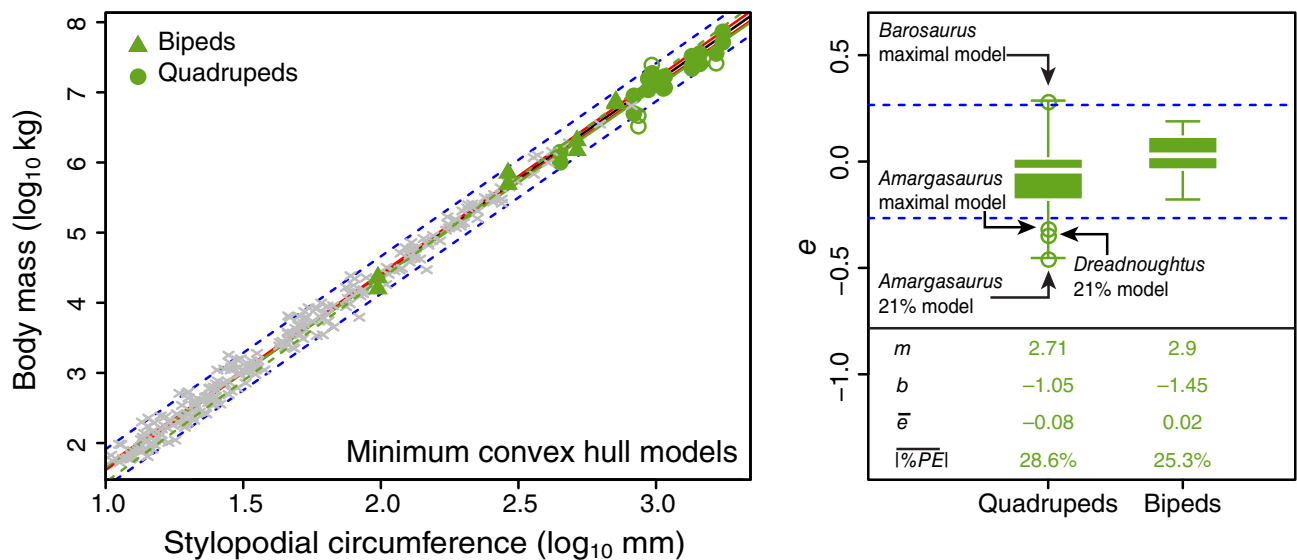 Bipeds
Quadrupeds
Body mass (log10 kg)
8
7
6
5
4
3
2
Minimum convex hull models
1.0 1.5 2.0 2.5 3.0
Stylopodial circumference (log10 mm)
e
0.5
0.0
−0.5
−1.0
Barosaurus
maximal model
Amargasaurus
maximal model
Amargasaurus
21% model
Dreadnoughtus
21% model
m 2.71 2.9
b −1.05 −1.45
e̅ −0.08 0.02
|%PE| 28.6% 25.3%
Quadrupeds Bipeds